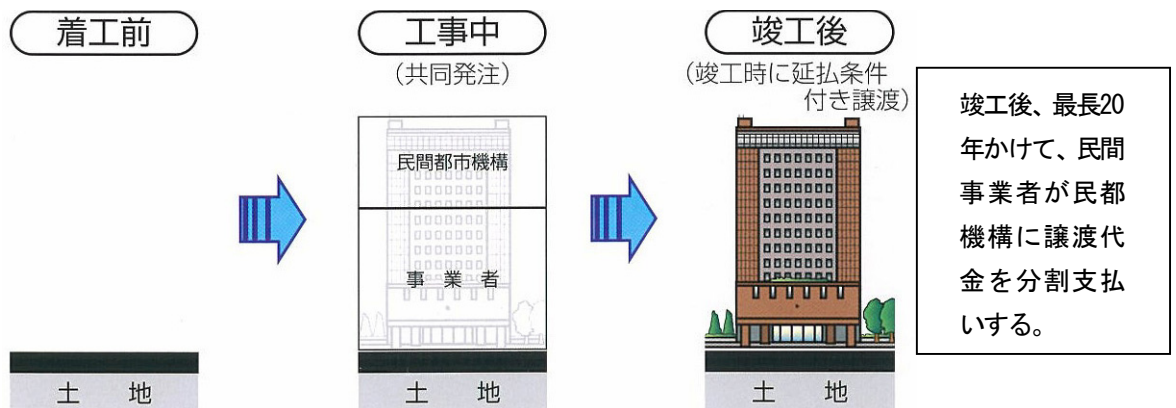 着工前
工事中
(共同発注)
民間都市機構
事業者
竣工後
(竣工時に延払条件
付き譲渡)
竣工後、最長20
年かけて、民間
事業者が民都
機構に譲渡代
金を分割支払
いする。
土地
土地
土地